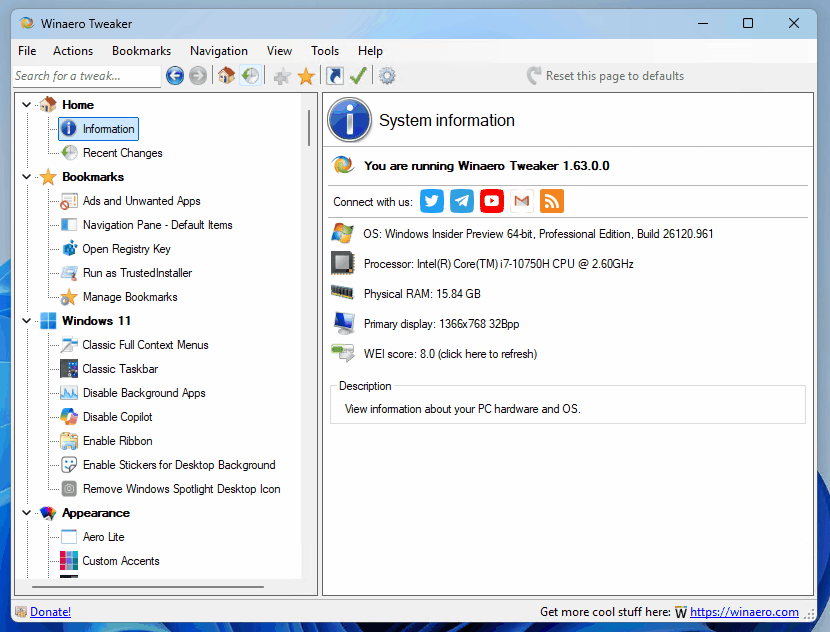 Winaero Tweaker
File Actions Bookmarks Navigation View Tools Help
Search for a tweak...
Reset this page to defaults
Home
Information
Recent Changes
Bookmarks
Ads and Unwanted Apps
Navigation Pane - Default Items
Open Registry Key
Run as TrustedInstaller
Manage Bookmarks
Windows 11
Classic Full Context Menus
Classic Taskbar
Disable Background Apps
Disable Copilot
Enable Ribbon
Enable Stickers for Desktop Background
Remove Windows Spotlight Desktop Icon
Appearance
Aero Lite
Custom Accents
System information
You are running Winaero Tweaker 1.63.0.0
Connect with us:
OS: Windows Insider Preview 64-bit, Professional Edition, Build 26120.961
Processor: Intel(R) Core(TM) i7-10750H CPU @ 2.60GHz
Physical RAM: 15.84 GB
Primary display: 1366x768 32Bpp
WEI score: 8.0 (click here to refresh)
Description
View information about your PC hardware and OS.
Donate!
Get more cool stuff here: W https://winaero.com